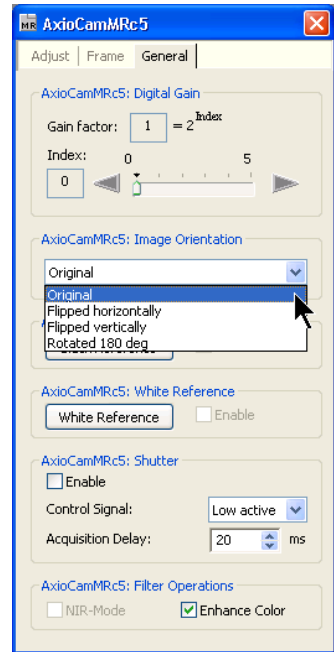 MR AxioCamMRc5
Adjust Frame General
AxioCamMRc5: Digital Gain
Gain factor: 1 = 2 Index
Index: 0 5
0
AxioCamMRc5: Image Orientation
Original
Original
Flipped horizontally
Flipped vertically
Rotated 180 deg
AxioCamMRc5: White Reference
White Reference Enable
AxioCamMRc5: Shutter
Enable
Control Signal: Low active
Acquisition Delay: 20 ms
AxioCamMRc5: Filter Operations
NIR-Mode Enhance Color